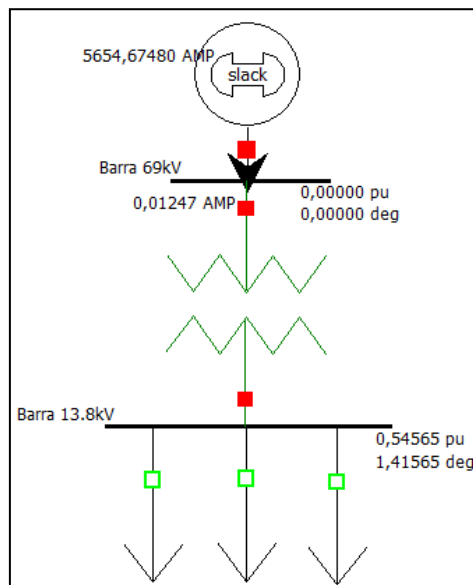 5654,67480 AMP
slack
Barra 69kV
0,00000 pu
0,01247 AMP
0,00000 deg
Barra 13.8kV
0,54565 pu
1,41565 deg